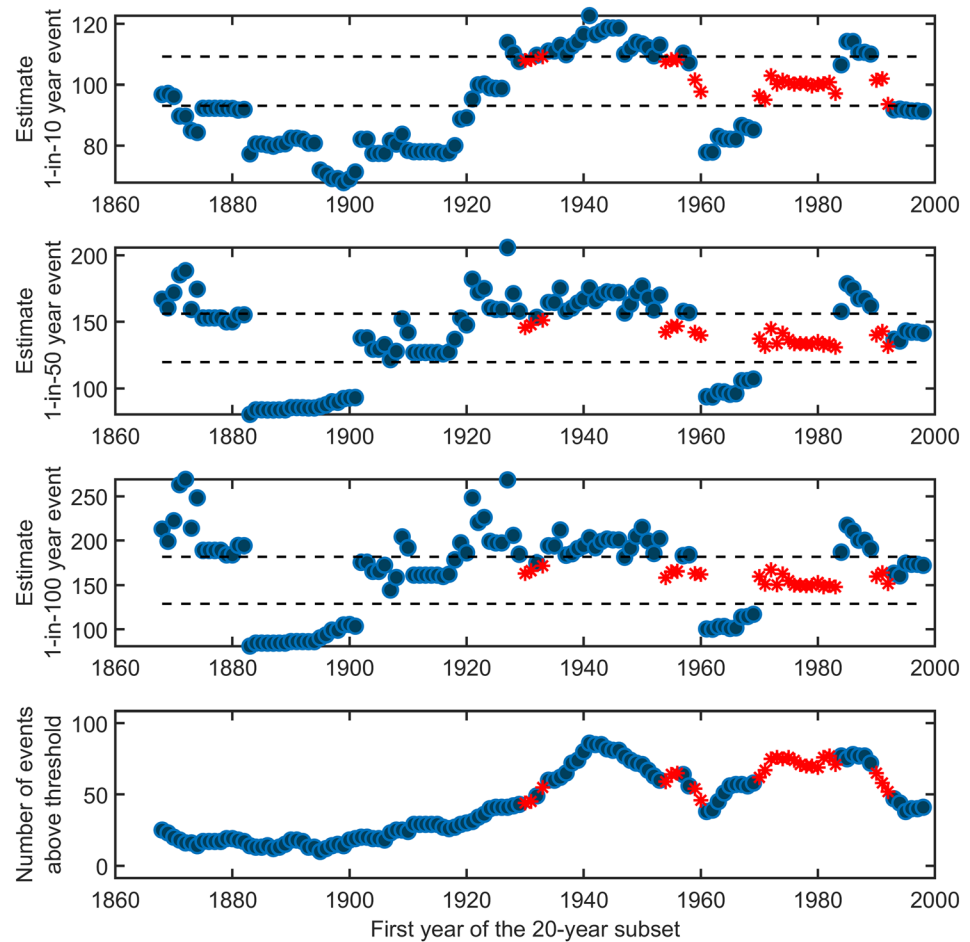 Estimate
1-in-10 year event
120
100
80
1860 1880 1900 1920 1940 1960 1980 2000
Estimate
1-in-50 year event
200
150
100
1860 1880 1900 1920 1940 1960 1980 2000
Estimate
1-in-100 year event
250
200
150
100
1860 1880 1900 1920 1940 1960 1980 2000
Number of events
above threshold
100
50
0
1860 1880 1900 1920 1940 1960 1980 2000
First year of the 20-year subset